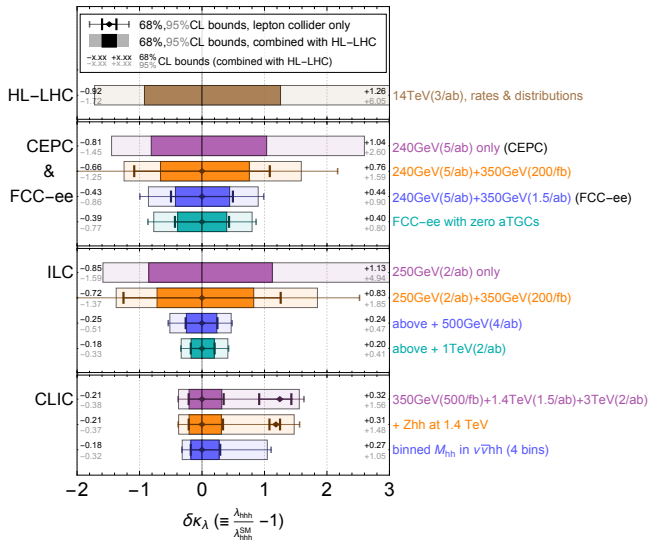 68%,95%CL bounds, lepton collider only
68%,95%CL bounds, combined with HL-LHC
-x.xx +x.xx 68%
-x.xx +x.xx 95% CL bounds (combined with HL-LHC)
HL-LHC
-0.92 +1.26
-1.72 +6.05
14TeV(3/ab), rates & distributions
CEPC
&
FCC-ee
-0.81 +1.04
-1.45 +2.60
240GeV(5/ab) only (CEPC)
-0.66 +0.76
-1.25 +1.59
240GeV(5/ab)+350GeV(200/fb)
-0.43 +0.44
-0.86 +0.90
240GeV(5/ab)+350GeV(1.5/ab) (FCC-ee)
-0.39 +0.40
-0.77 +0.80
FCC-ee with zero aTGCs
ILC
-0.85 +1.13
-1.59 +4.94
250GeV(2/ab) only
-0.72 +0.83
-1.37 +1.85
250GeV(2/ab)+350GeV(200/fb)
-0.25 +0.24
-0.51 +0.47
above + 500GeV(4/ab)
-0.18 +0.20
-0.33 +0.41
above + 1TeV(2/ab)
CLIC
-0.21 +0.32
-0.38 +1.56
350GeV(500/fb)+1.4TeV(1.5/ab)+3TeV(2/ab)
-0.21 +0.31
-0.37 +1.48
+ Zhh at 1.4 TeV
-0.18 +0.27
-0.32 +1.05
binned M_hh in νν̅hh (4 bins)
−2 −1 0 1 2 3
δκ_λ (≡ λ_hhh / λ_hhh^SM −1)